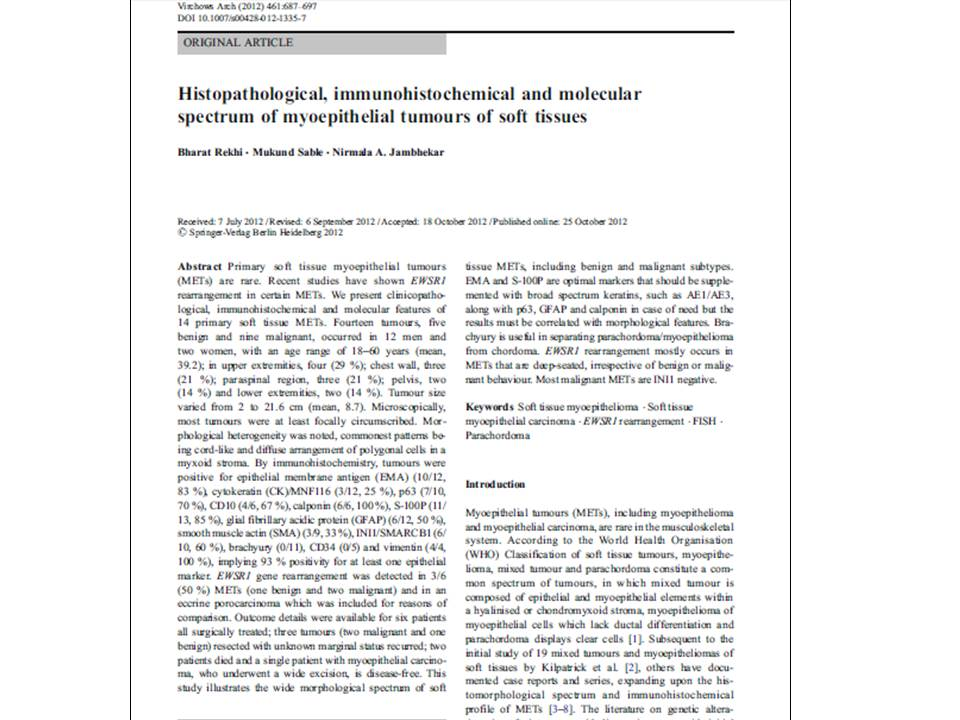 Virchows Arch (2012) 461:687–697
DOI 10.1007/s00428-012-1335-7
ORIGINAL ARTICLE
Histopathological, immunohistochemical and molecular
spectrum of myoepithelial tumours of soft tissues
Bharat Rekhi · Mukund Sable · Nirmala A. Jambhekar
Received: 7 July 2012 / Revised: 6 September 2012 / Accepted: 18 October 2012 / Published online: 25 October 2012
© Springer-Verlag Berlin Heidelberg 2012
Abstract Primary soft tissue myoepithelial tumours
(METs) are rare. Recent studies have shown EWSR1
rearrangement in certain METs. We present clinicopatho-
logical, immunohistochemical and molecular features of
14 primary soft tissue METs. Fourteen tumours, five
benign and nine malignant, occurred in 12 men and
two women, with an age range of 18–60 years (mean,
39.2); in upper extremities, four (29 %); chest wall, three
(21 %); paraspinal region, three (21 %); pelvis, two
(14 %) and lower extremities, two (14 %). Tumour size
varied from 2 to 21.6 cm (mean, 8.7). Microscopically,
most tumours were at least focally circumscribed. Mor-
phological heterogeneity was noted, commonest patterns be-
ing cord-like and diffuse arrangement of polygonal cells in a
myxoid stroma. By immunohistochemistry, tumours were
positive for epithelial membrane antigen (EMA) (10/12,
83 %), cytokeratin (CK)/MNF116 (3/12, 25 %), p63 (7/10,
70 %), CD10 (4/6, 67 %), calponin (6/6, 100 %), S-100P (11/
13, 85 %), glial fibrillary acidic protein (GFAP) (6/12, 50 %),
smooth muscle actin (SMA) (3/9, 33 %), INI1/SMARCB1 (6/
10, 60 %), brachyury (0/11), CD34 (0/5) and vimentin (4/4,
100 %), implying 93 % positivity for at least one epithelial
marker. EWSR1 gene rearrangement was detected in 3/6
(50 %) METs (one benign and two malignant) and in an
eccrine porocarcinoma which was included for reasons of
comparison. Outcome details were available for six patients
all surgically treated; three tumours (two malignant and one
benign) resected with unknown marginal status recurred; two
patients died and a single patient with myoepithelial carcino-
ma, who underwent a wide excision, is disease-free. This
study illustrates the wide morphological spectrum of soft
tissue METs, including benign and malignant subtypes.
EMA and S-100P are optimal markers that should be supple-
mented with broad spectrum keratins, such as AE1/AE3,
along with p63, GFAP and calponin in case of need but the
results must be correlated with morphological features. Bra-
chyury is useful in separating parachordoma/myoepithelioma
from chordoma. EWSR1 rearrangement mostly occurs in
METs that are deep-seated, irrespective of benign or malig-
nant behaviour. Most malignant METs are INI1 negative.
Keywords Soft tissue myoepithelioma · Soft tissue
myoepithelial carcinoma · EWSR1 rearrangement · FISH ·
Parachordoma
Introduction
Myoepithelial tumours (METs), including myoepithelioma
and myoepithelial carcinoma, are rare in the musculoskeletal
system. According to the World Health Organisation
(WHO) Classification of soft tissue tumours, myoepithe-
lioma, mixed tumour and parachordoma constitute a com-
mon spectrum of tumours, in which mixed tumour is
composed of epithelial and myoepithelial elements within
a hyalinised or chondromyxoid stroma, myoepithelioma of
myoepithelial cells which lack ductal differentiation and
parachordoma displays clear cells [1]. Subsequent to the
initial study of 19 mixed tumours and myoepitheliomas of
soft tissues by Kilpatrick et al. [2], others have docu-
mented case reports and series, expanding upon the his-
tomorphological spectrum and immunohistochemical
profile of METs [3–8]. The literature on genetic altera-